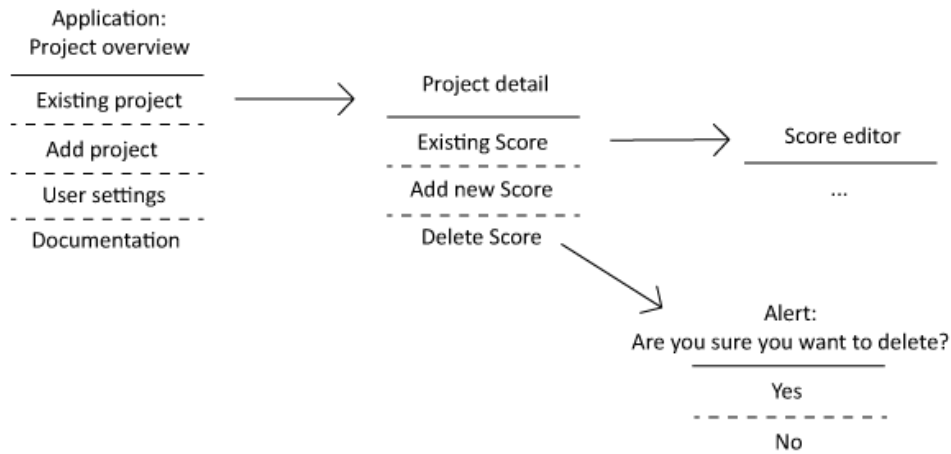 Application:
Project overview
Existing project
Add project
User settings
Documentation
Project detail
Existing Score
Add new Score
Delete Score
Score editor
...
Alert:
Are you sure you want to delete?
Yes
No